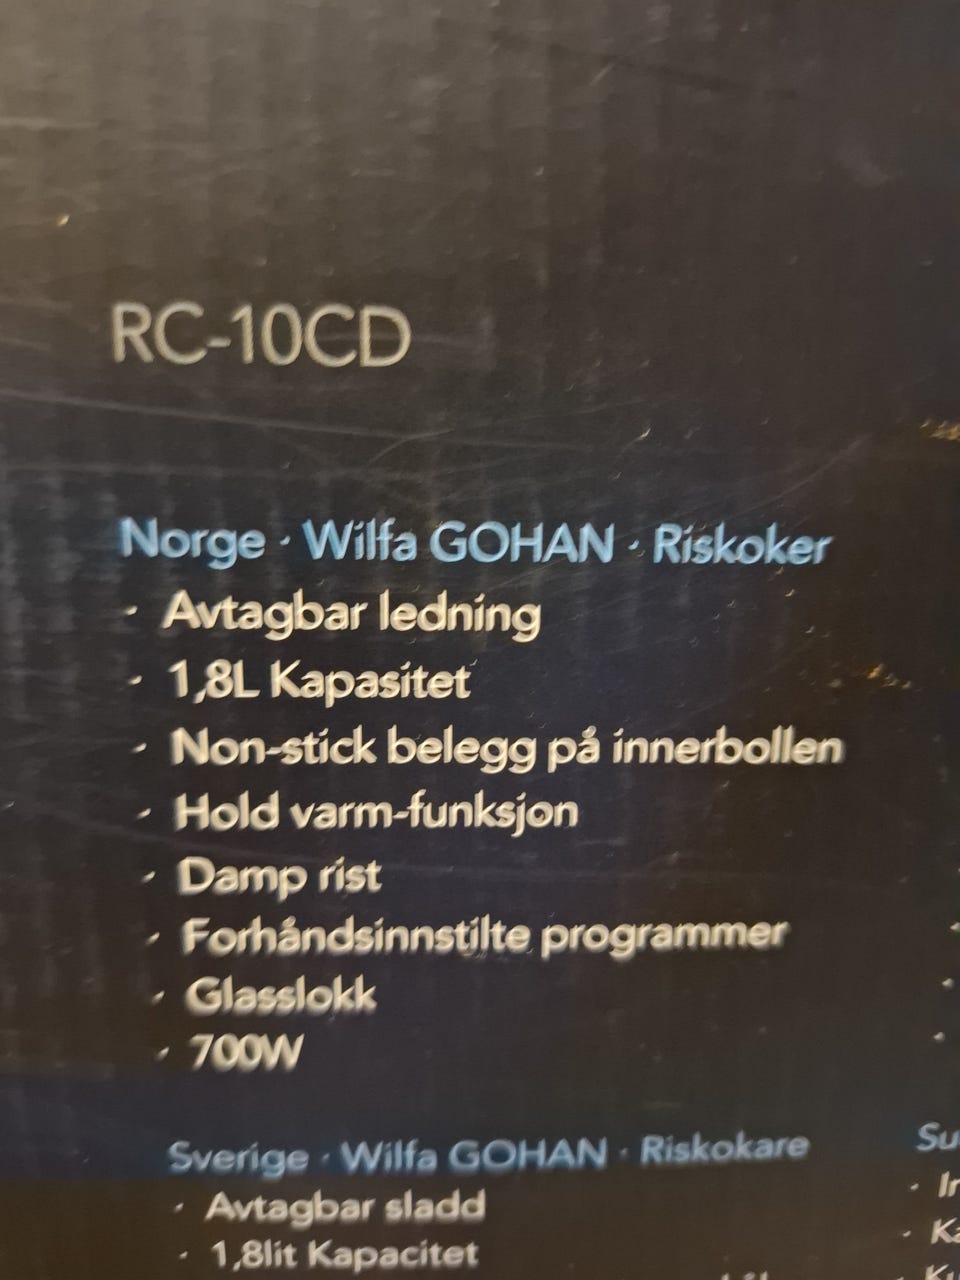 RC-10CD
Norge · Wilfa GOHAN · Riskoker
· Avtagbar ledning
· 1,8L Kapasitet
· Non-stick belegg på innerbollen
· Hold varm-funksjon
· Damp rist
· Forhåndsinnstilte programmer
· Glasslokk
· 700W
Sverige · Wilfa GOHAN · Riskokare
· Avtagbar sladd
· 1,8lit Kapacitet